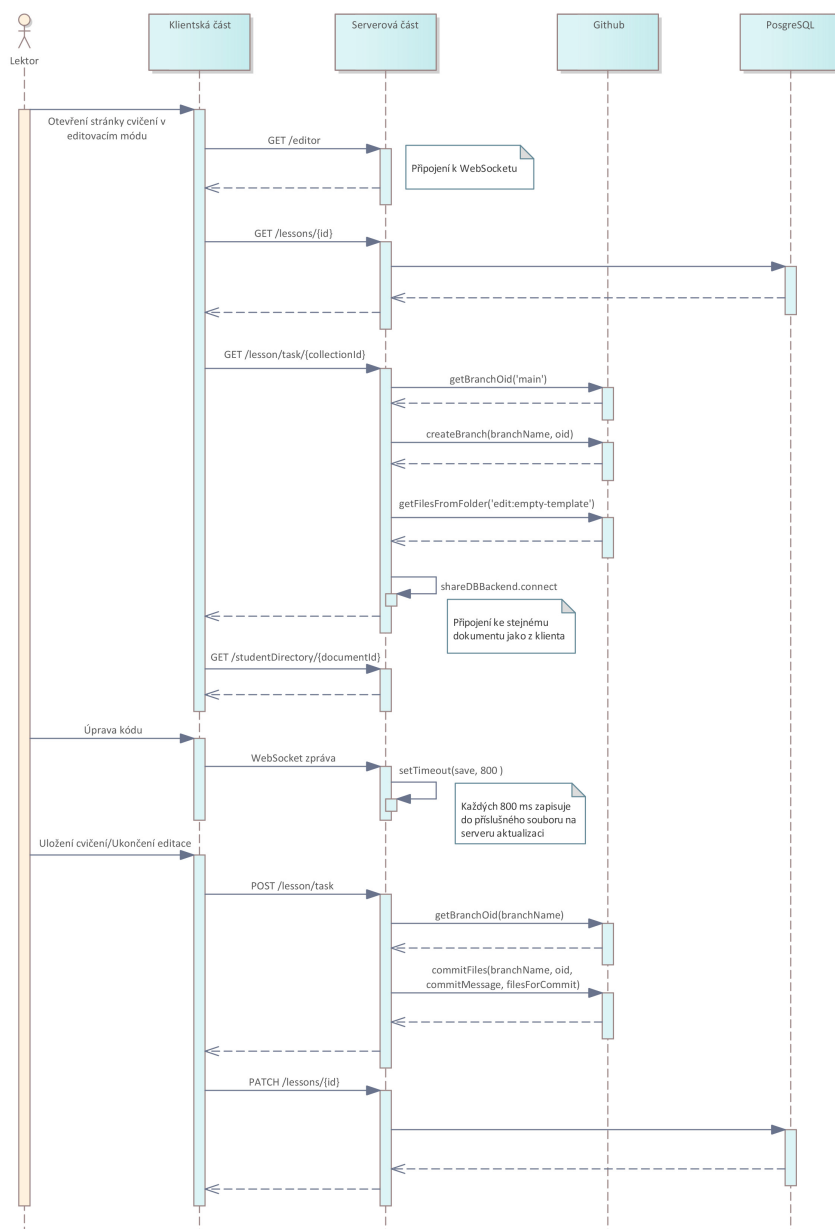 Klientská část
Serverová část
Github
PosgreSQL
Lektor
Otevření stránky cvičení v
editovacím módu
GET /editor
Připojení k WebSocketu
GET /lessons/{id}
GET /lesson/task/{collectionId}
getBranchOid('main')
createBranch(branchName, oid)
getFilesFromFolder('edit:empty-template')
shareDBBackend.connect
Připojení ke stejnému
dokumentu jako z klienta
GET /studentDirectory/{documentId}
Úprava kódu
WebSocket zpráva
setTimeout(save, 800 )
Každých 800 ms zapisuje
do příslušného souboru na
serveru aktualizaci
Uložení cvičení/Ukončení editace
POST /lesson/task
getBranchOid(branchName)
commitFiles(branchName, oid,
commitMessage, filesForCommit)
PATCH /lessons/{id}